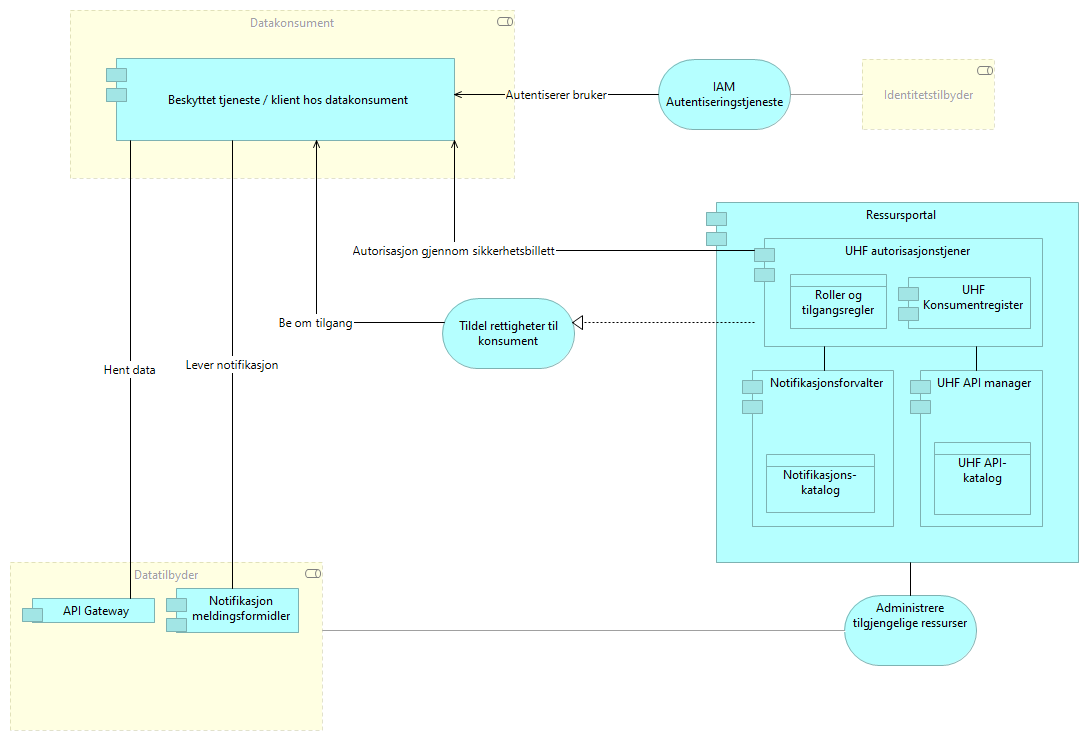 Datakonsument
Beskyttet tjeneste / klient hos datakonsument
Autentiserer bruker
IAM
Autentiseringstjeneste
Identitetstilbyder
Ressursportal
UHF autorisasjonstjener
Roller og
tilgangsregler
UHF
Konsumentregister
Autorisasjon gjennom sikkerhetsbillett
Be om tilgang
Tildel rettigheter til
konsument
Hent data
Lever notifikasjon
Notifikasjonsforvalter
Notifikasjons-
katalog
UHF API manager
UHF API-
katalog
Datatilbyder
API Gateway
Notifikasjon
meldingsformidler
Administrere
tilgjengelige ressurser